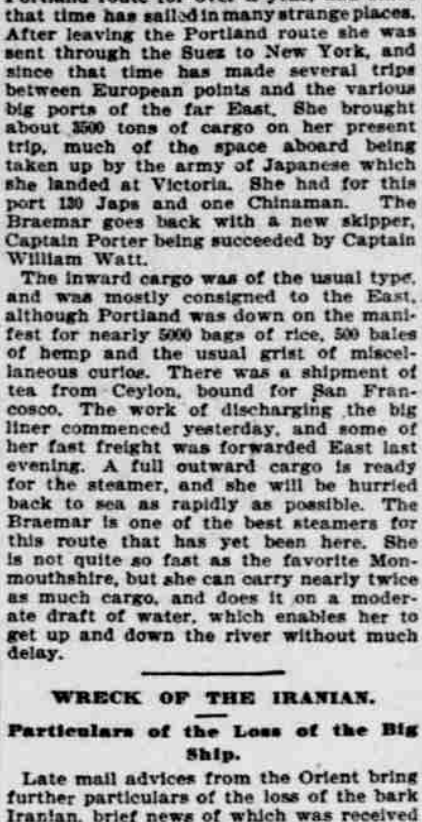 Portland route for over a year, and since
that time has sailed in many strange places.
After leaving the Portland route she was
sent through the Suez to New York, and
since that time has made several trips
between European points and the various
big ports of the far East. She brought
about 3500 tons of cargo on her present
trip, much of the space aboard being
taken up by the army of Japanese which
she landed at Victoria. She had for this
port 130 Japs and one Chinaman. The
Braemar goes back with a new skipper,
Captain Porter being succeeded by Captain
William Watt.
The inward cargo was of the usual type,
and was mostly consigned to the East,
although Portland was down on the mani-
fest for nearly 5000 bags of rice, 500 bales
of hemp and the usual grist of miscel-
laneous curios. There was a shipment of
tea from Ceylon, bound for San Fran-
cosco. The work of discharging the big
liner commenced yesterday, and some of
her fast freight was forwarded East last
evening. A full outward cargo is ready
for the steamer, and she will be hurried
back to sea as rapidly as possible. The
Braemar is one of the best steamers for
this route that has yet been here. She
is not quite so fast as the favorite Mon-
mouthshire, but she can carry nearly twice
as much cargo, and does it on a moder-
ate draft of water, which enables her to
get up and down the river without much
delay.
WRECK OF THE IRANIAN.
Particulars of the Loss of the Big
Ship.
Late mail advices from the Orient bring
further particulars of the loss of the bark
Iranian, brief news of which was received